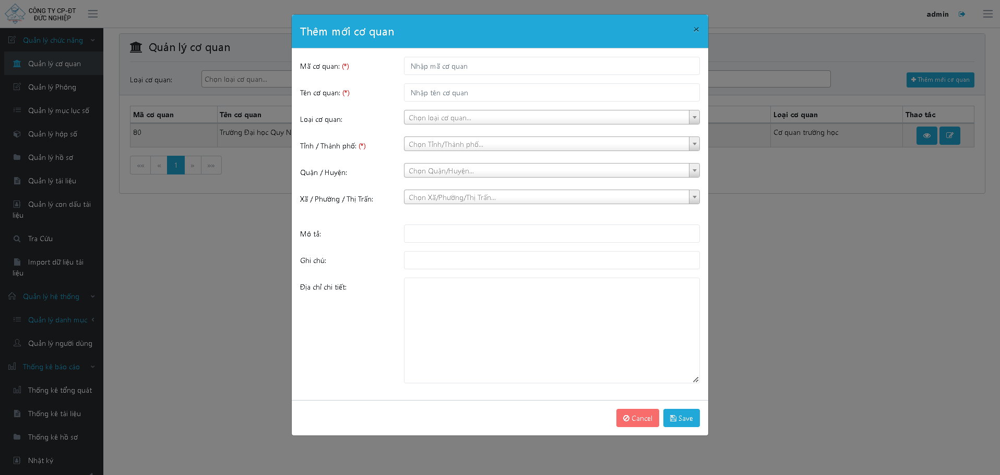 CÔNG TY CP-ĐT
ĐỨC NGHIỆP
admin
Quản lý chức năng
Quản lý cơ quan
Quản lý Phông
Quản lý mục lục số
Quản lý hộp số
Quản lý hồ sơ
Quản lý tài liệu
Quản lý con dấu tài
liệu
Tra Cứu
Import dữ liệu tài
liệu
Quản lý hệ thống
Quản lý danh mục
Quản lý người dùng
Thống kê báo cáo
Thống kê tổng quát
Thống kê tài liệu
Thống kê hồ sơ
Nhật ký
Quản lý cơ quan
Loại cơ quan:
Chọn loại cơ quan...
Thêm mới cơ quan
Mã cơ quan
Tên cơ quan
Loại cơ quan
Thao tác
80
Trường Đại học Quy N
Cơ quan trường học
«« « 1 » »»
Thêm mới cơ quan
×
Mã cơ quan: (*)
Nhập mã cơ quan
Tên cơ quan: (*)
Nhập tên cơ quan
Loại cơ quan:
Chọn loại cơ quan...
Tỉnh / Thành phố: (*)
Chọn Tỉnh/Thành phố...
Quận / Huyện:
Chọn Quận/Huyện...
Xã / Phường / Thị Trấn:
Chọn Xã/Phường/Thị Trấn...
Mô tả:
Ghi chú:
Địa chỉ chi tiết:
Cancel
Save